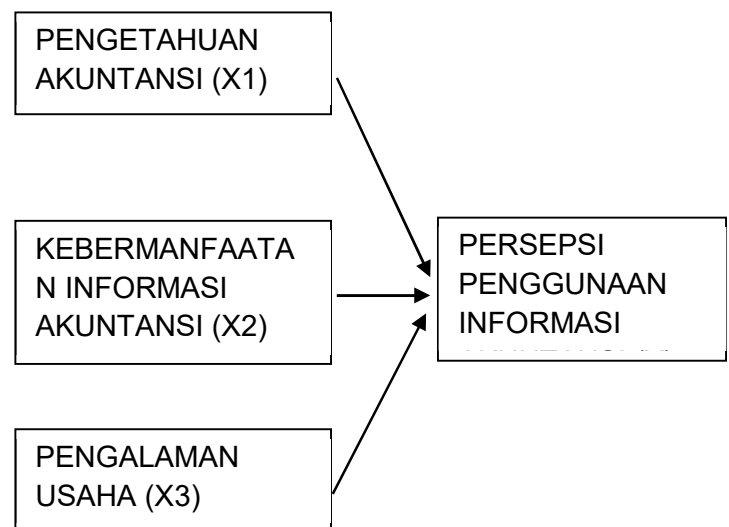 PENGETAHUAN
AKUNTANSI (X1)
KEBERMANFAATA
N INFORMASI
AKUNTANSI (X2)
PERSEPSI
PENGGUNAAN
INFORMASI
PENGALAMAN
USAHA (X3)